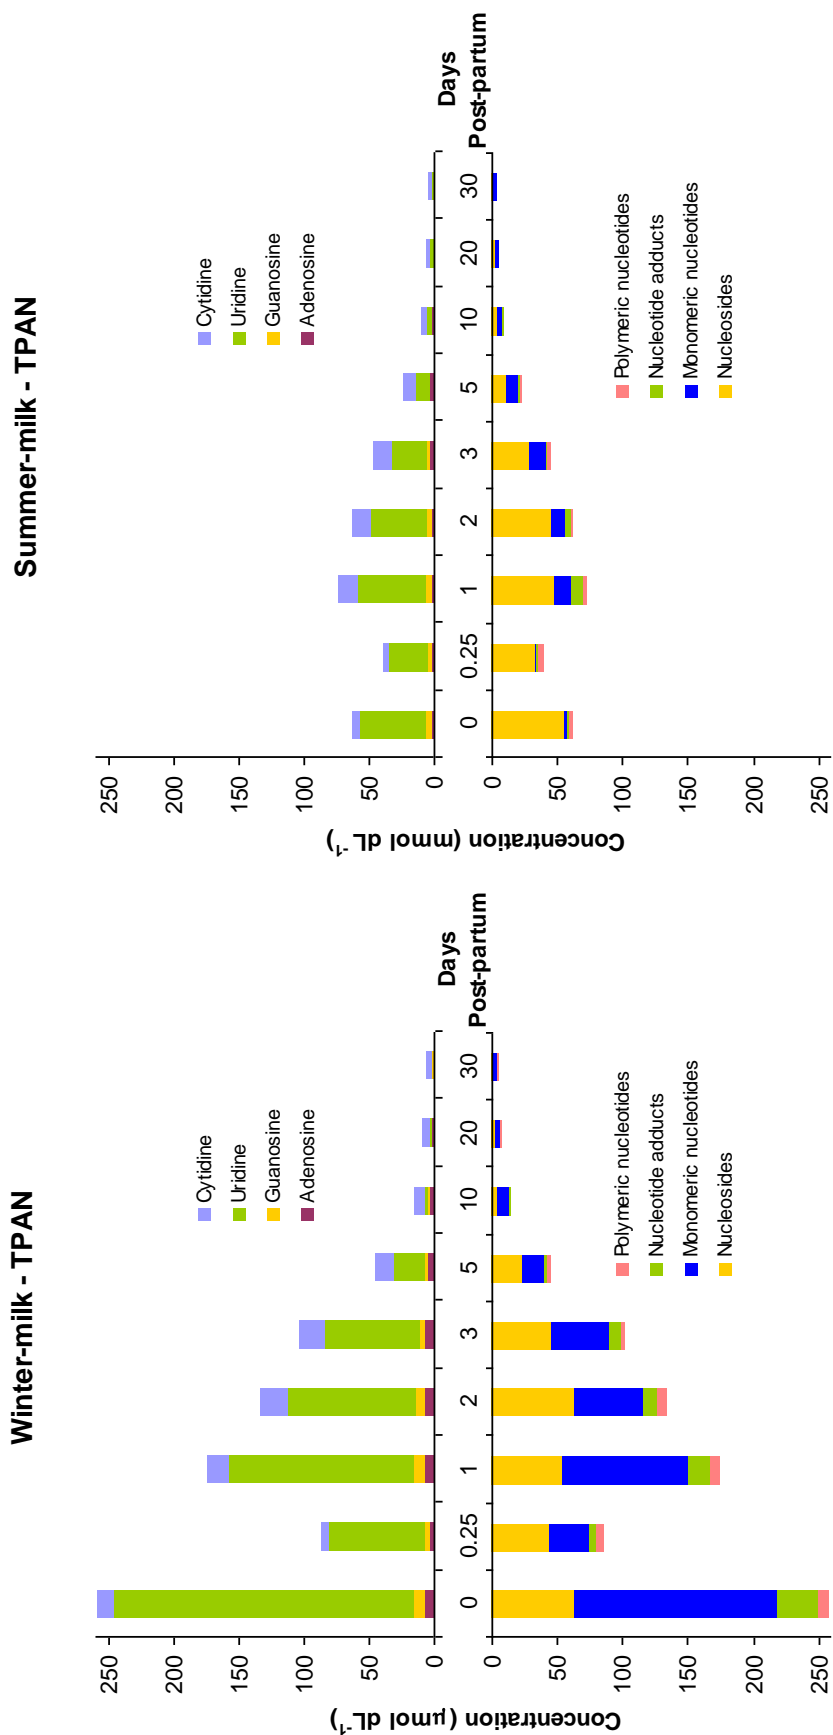 Winter-milk - TPAN
Concentration (μmol dL⁻¹)
250
200
150
100
50
0
Cytidine
Uridine
Guanosine
Adenosine
0 0.25 1 2 3 5 10 20 30
Days
Post-partum
0
50
100
150
200
250
Polymeric nucleotides
Nucleotide adducts
Monomeric nucleotides
Nucleosides
Summer-milk - TPAN
Concentration (mmol dL⁻¹)
250
200
150
100
50
0
Cytidine
Uridine
Guanosine
Adenosine
0 0.25 1 2 3 5 10 20 30
Days
Post-partum
0
50
100
150
200
250
Polymeric nucleotides
Nucleotide adducts
Monomeric nucleotides
Nucleosides